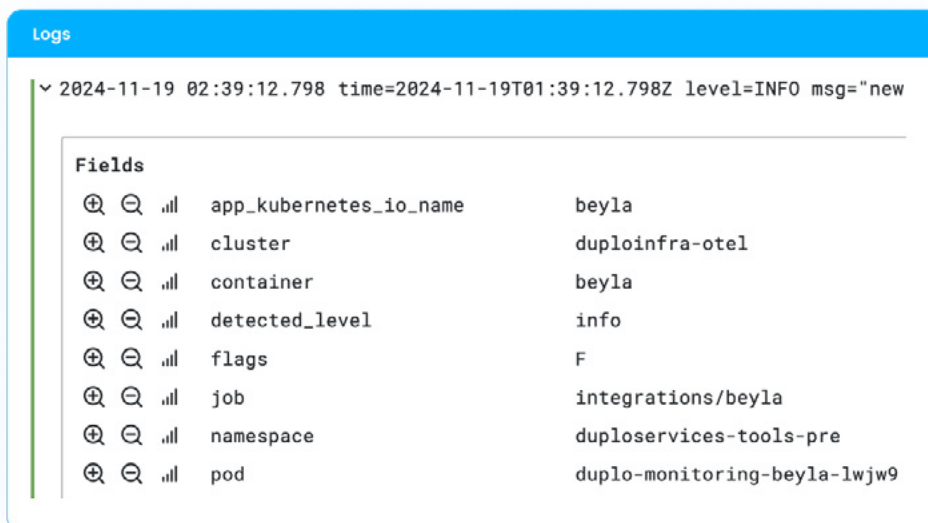 Logs
2024-11-19 02:39:12.798 time=2024-11-19T01:39:12.798Z level=INFO msg="new
Fields
app_kubernetes_io_name beyla
cluster duploinfra-otel
container beyla
detected_level info
flags F
job integrations/beyla
namespace duploservices-tools-pre
pod duplo-monitoring-beyla-lwjw9